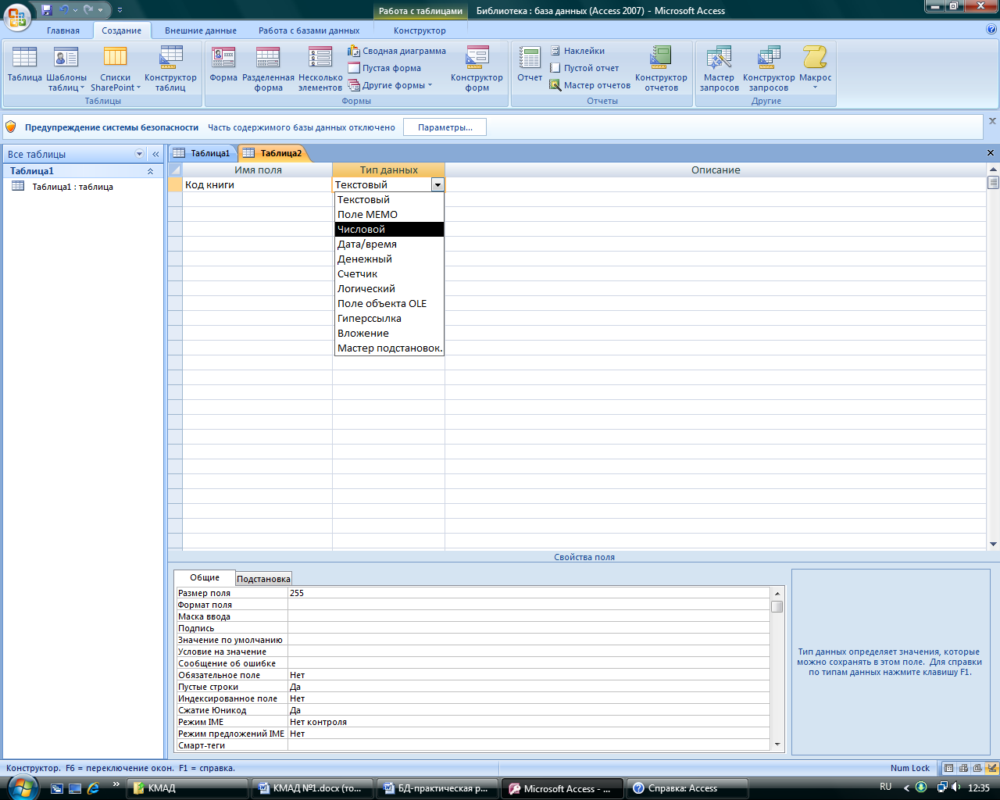 Работа с таблицами
Библиотека : база данных (Access 2007) - Microsoft Access
Главная Создание Внешние данные Работа с базами данных Конструктор
Таблица
Шаблоны таблиц
Списки SharePoint
Конструктор таблиц
Таблицы
Форма
Разделенная форма
Несколько элементов
Сводная диаграмма
Пустая форма
Другие формы
Конструктор форм
Формы
Отчет
Наклейки
Пустой отчет
Мастер отчетов
Конструктор отчетов
Отчеты
Мастер запросов
Конструктор запросов
Макрос
Другие
Предупреждение системы безопасности Часть содержимого базы данных отключено Параметры...
Все таблицы
Таблица1
Таблица1 : таблица
Таблица1 Таблица2
Имя поля Тип данных Описание
Код книги Текстовый
Текстовый
Поле МЕМО
Числовой
Дата/время
Денежный
Счетчик
Логический
Поле объекта OLE
Гиперссылка
Вложение
Мастер подстановок.
Свойства поля
Общие Подстановка
Размер поля 255
Формат поля
Маска ввода
Подпись
Значение по умолчанию
Условие на значение
Сообщение об ошибке
Обязательное поле Нет
Пустые строки Да
Индексированное поле Нет
Сжатие Юникод Да
Режим IME Нет контроля
Режим предложений IME Нет
Смарт-теги
Тип данных определяет значения, которые
можно сохранять в этом поле. Для справки
по типам данных нажмите клавишу F1.
Конструктор. F6 = переключение окон. F1 = справка. Num Lock
КМАД КМАД №1.docx (то... БД-практическая р... Microsoft Access - ... Справка: Access RU 12:35